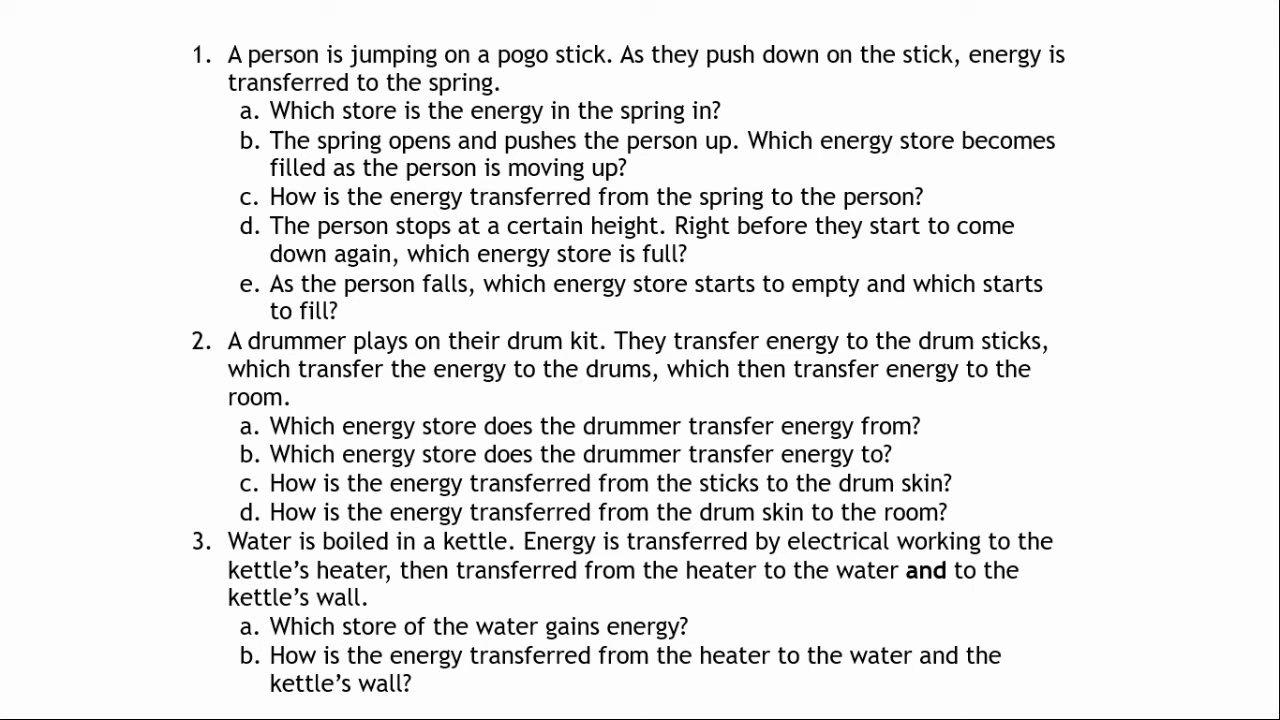 1. A person is jumping on a pogo stick. As they push down on the stick, energy is
transferred to the spring.
a. Which store is the energy in the spring in?
b. The spring opens and pushes the person up. Which energy store becomes
filled as the person is moving up?
c. How is the energy transferred from the spring to the person?
d. The person stops at a certain height. Right before they start to come
down again, which energy store is full?
e. As the person falls, which energy store starts to empty and which starts
to fill?
2. A drummer plays on their drum kit. They transfer energy to the drum sticks,
which transfer the energy to the drums, which then transfer energy to the
room.
a. Which energy store does the drummer transfer energy from?
b. Which energy store does the drummer transfer energy to?
c. How is the energy transferred from the sticks to the drum skin?
d. How is the energy transferred from the drum skin to the room?
3. Water is boiled in a kettle. Energy is transferred by electrical working to the
kettle’s heater, then transferred from the heater to the water and to the
kettle’s wall.
a. Which store of the water gains energy?
b. How is the energy transferred from the heater to the water and the
kettle’s wall?